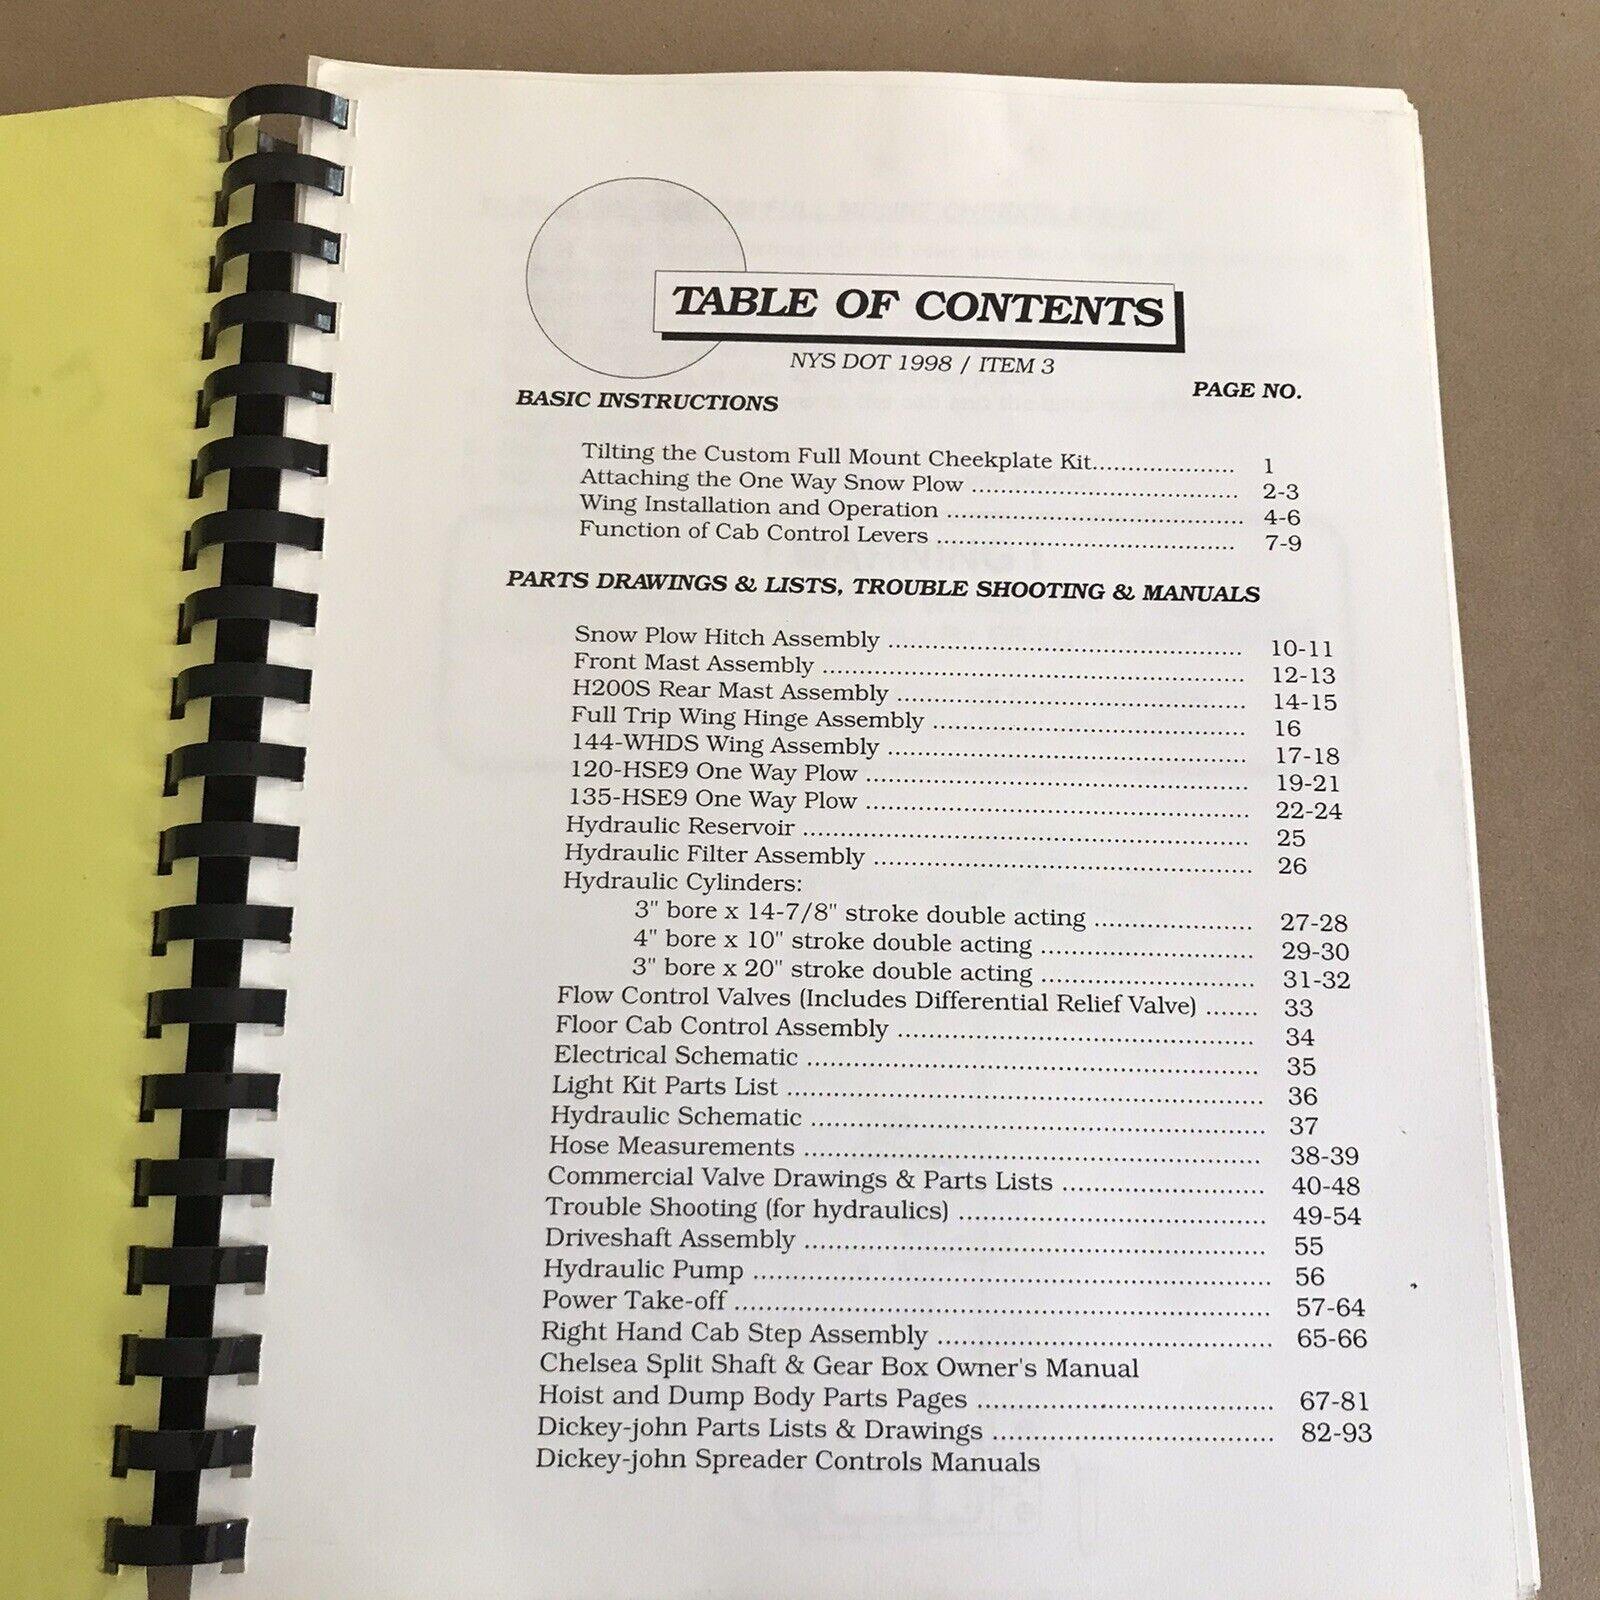 TABLE OF CONTENTS
NYS DOT 1998 / ITEM 3
PAGE NO.
BASIC INSTRUCTIONS
Tilting the Custom Full Mount Cheekplate Kit..................... 1
Attaching the One Way Snow Plow ..................................... 2-3
Wing Installation and Operation ......................................... 4-6
Function of Cab Control Levers ......................................... 7-9
PARTS DRAWINGS & LISTS, TROUBLE SHOOTING & MANUALS
Snow Plow Hitch Assembly ................................................ 10-11
Front Mast Assembly ......................................................... 12-13
H200S Rear Mast Assembly ............................................... 14-15
Full Trip Wing Hinge Assembly .......................................... 16
144-WHDS Wing Assembly ................................................ 17-18
120-HSE9 One Way Plow ................................................... 19-21
135-HSE9 One Way Plow ................................................... 22-24
Hydraulic Reservoir ........................................................... 25
Hydraulic Filter Assembly .................................................. 26
Hydraulic Cylinders:
3" bore x 14-7/8" stroke double acting .................... 27-28
4" bore x 10" stroke double acting ........................... 29-30
3" bore x 20" stroke double acting ........................... 31-32
Flow Control Valves (Includes Differential Relief Valve) ....... 33
Floor Cab Control Assembly .............................................. 34
Electrical Schematic .......................................................... 35
Light Kit Parts List ............................................................. 36
Hydraulic Schematic .......................................................... 37
Hose Measurements .......................................................... 38-39
Commercial Valve Drawings & Parts Lists .......................... 40-48
Trouble Shooting (for hydraulics) ....................................... 49-54
Driveshaft Assembly .......................................................... 55
Hydraulic Pump ................................................................. 56
Power Take-off ................................................................... 57-64
Right Hand Cab Step Assembly .......................................... 65-66
Chelsea Split Shaft & Gear Box Owner's Manual
Hoist and Dump Body Parts Pages ..................................... 67-81
Dickey-john Parts Lists & Drawings ................................... 82-93
Dickey-john Spreader Controls Manuals